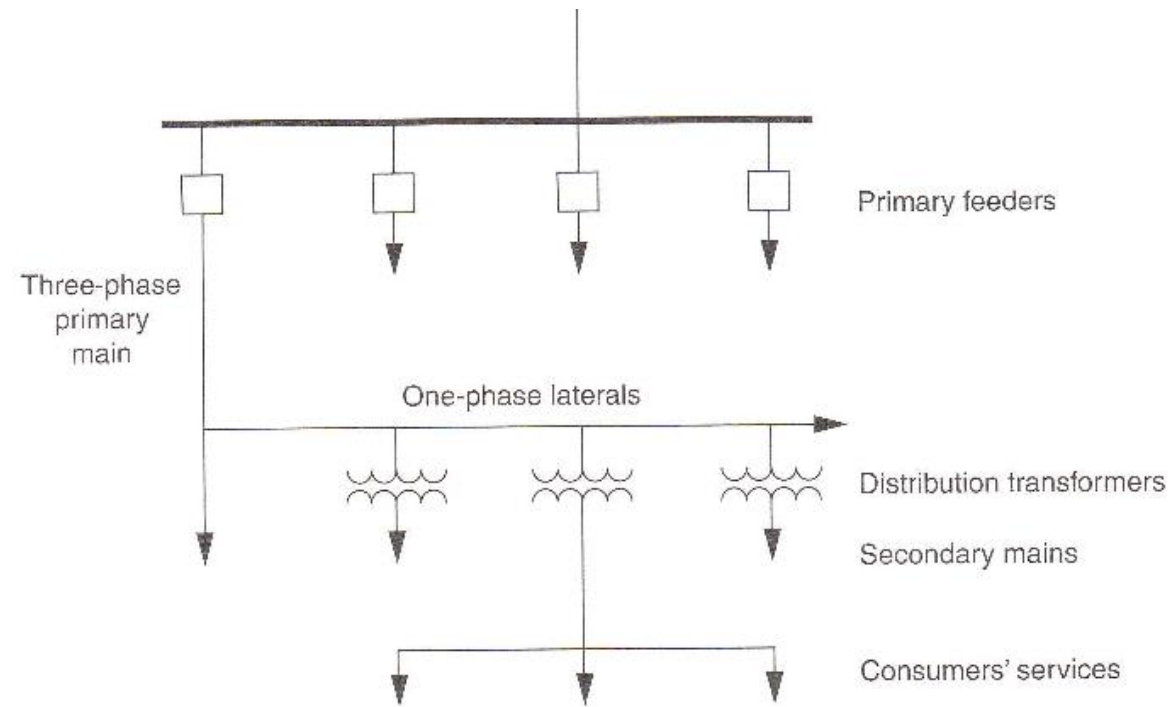 Primary feeders
Three-phase
primary
main
One-phase laterals
Distribution transformers
Secondary mains
Consumers' services